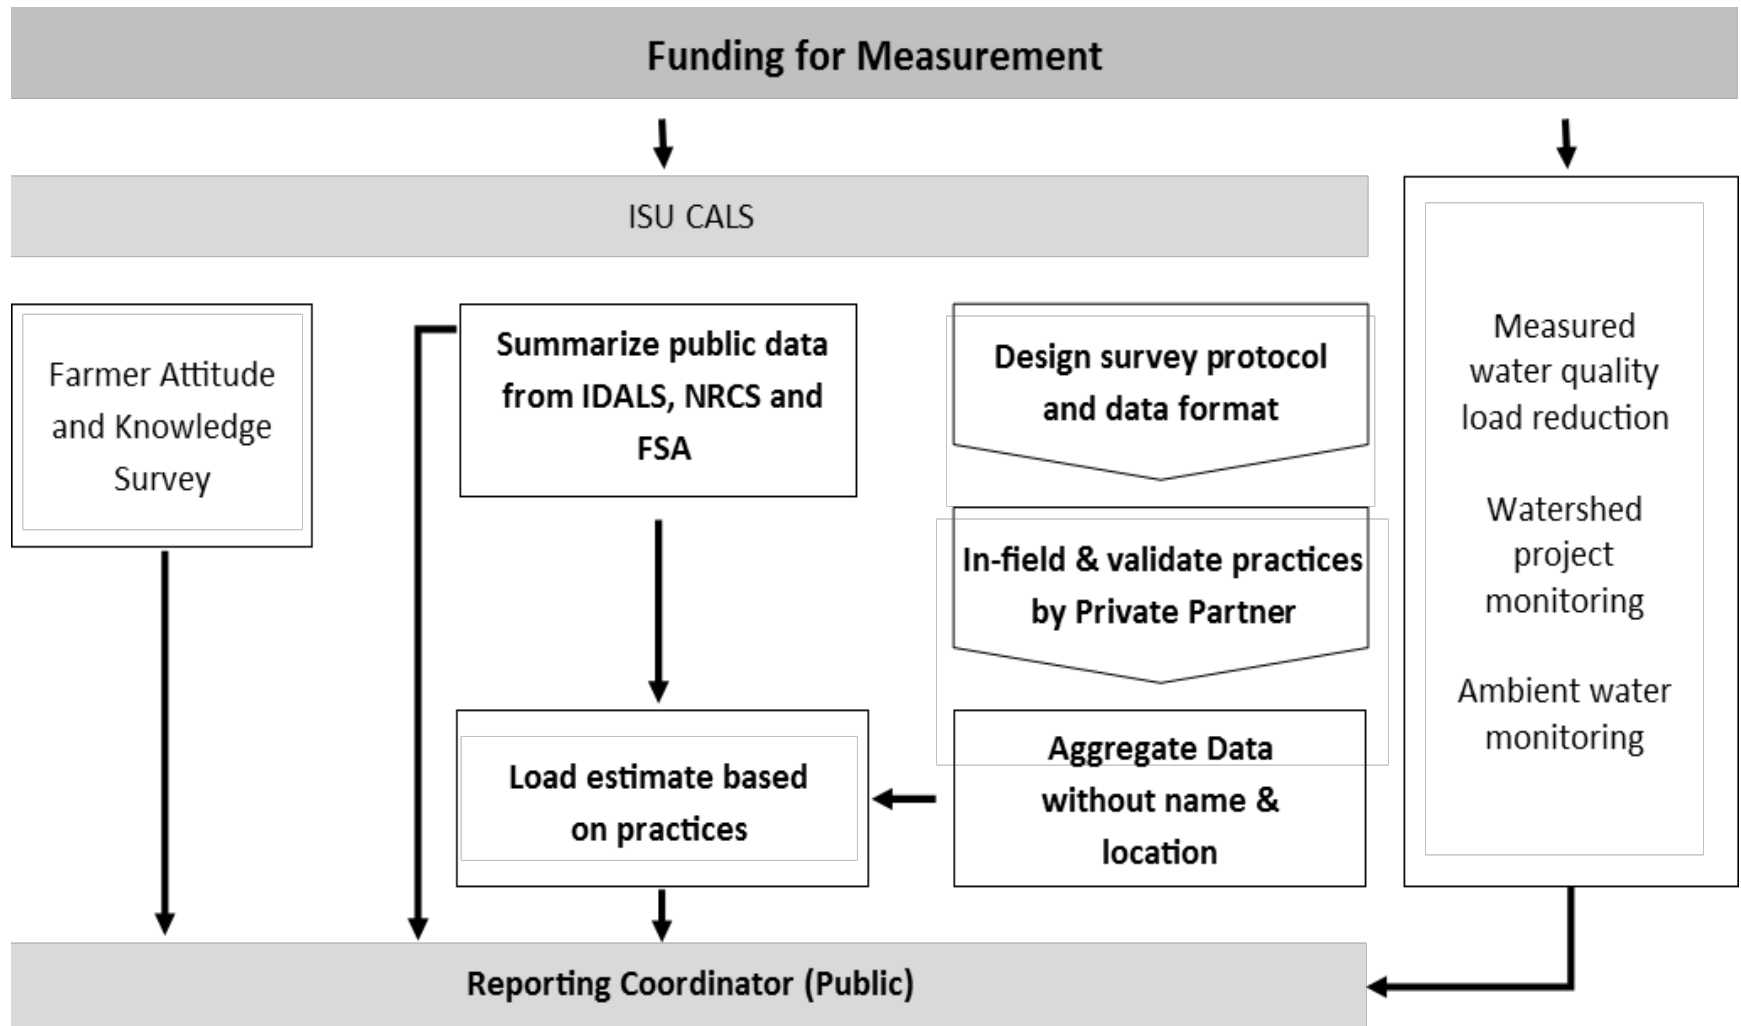 Funding for Measurement
ISU CALS
Farmer Attitude
and Knowledge
Survey
Summarize public data
from IDALS, NRCS and
FSA
Design survey protocol
and data format
In-field & validate practices
by Private Partner
Load estimate based
on practices
Aggregate Data
without name &
location
Measured
water quality
load reduction
Watershed
project
monitoring
Ambient water
monitoring
Reporting Coordinator (Public)